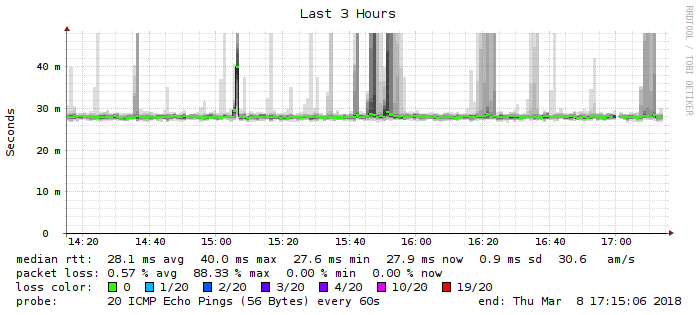 Last 3 Hours
RRDTOOL / TOBI OETIKER
Seconds
40 m
30 m
20 m
10 m
0
14:20 14:40 15:00 15:20 15:40 16:00 16:20 16:40 17:00
median rtt: 28.1 ms avg 40.0 ms max 27.6 ms min 27.9 ms now 0.9 ms sd 30.6 am/s
packet loss: 0.57 % avg 88.33 % max 0.00 % min 0.00 % now
loss color: 0 1/20 2/20 3/20 4/20 10/20 19/20
probe: 20 ICMP Echo Pings (56 Bytes) every 60s end: Thu Mar 8 17:15:06 2018